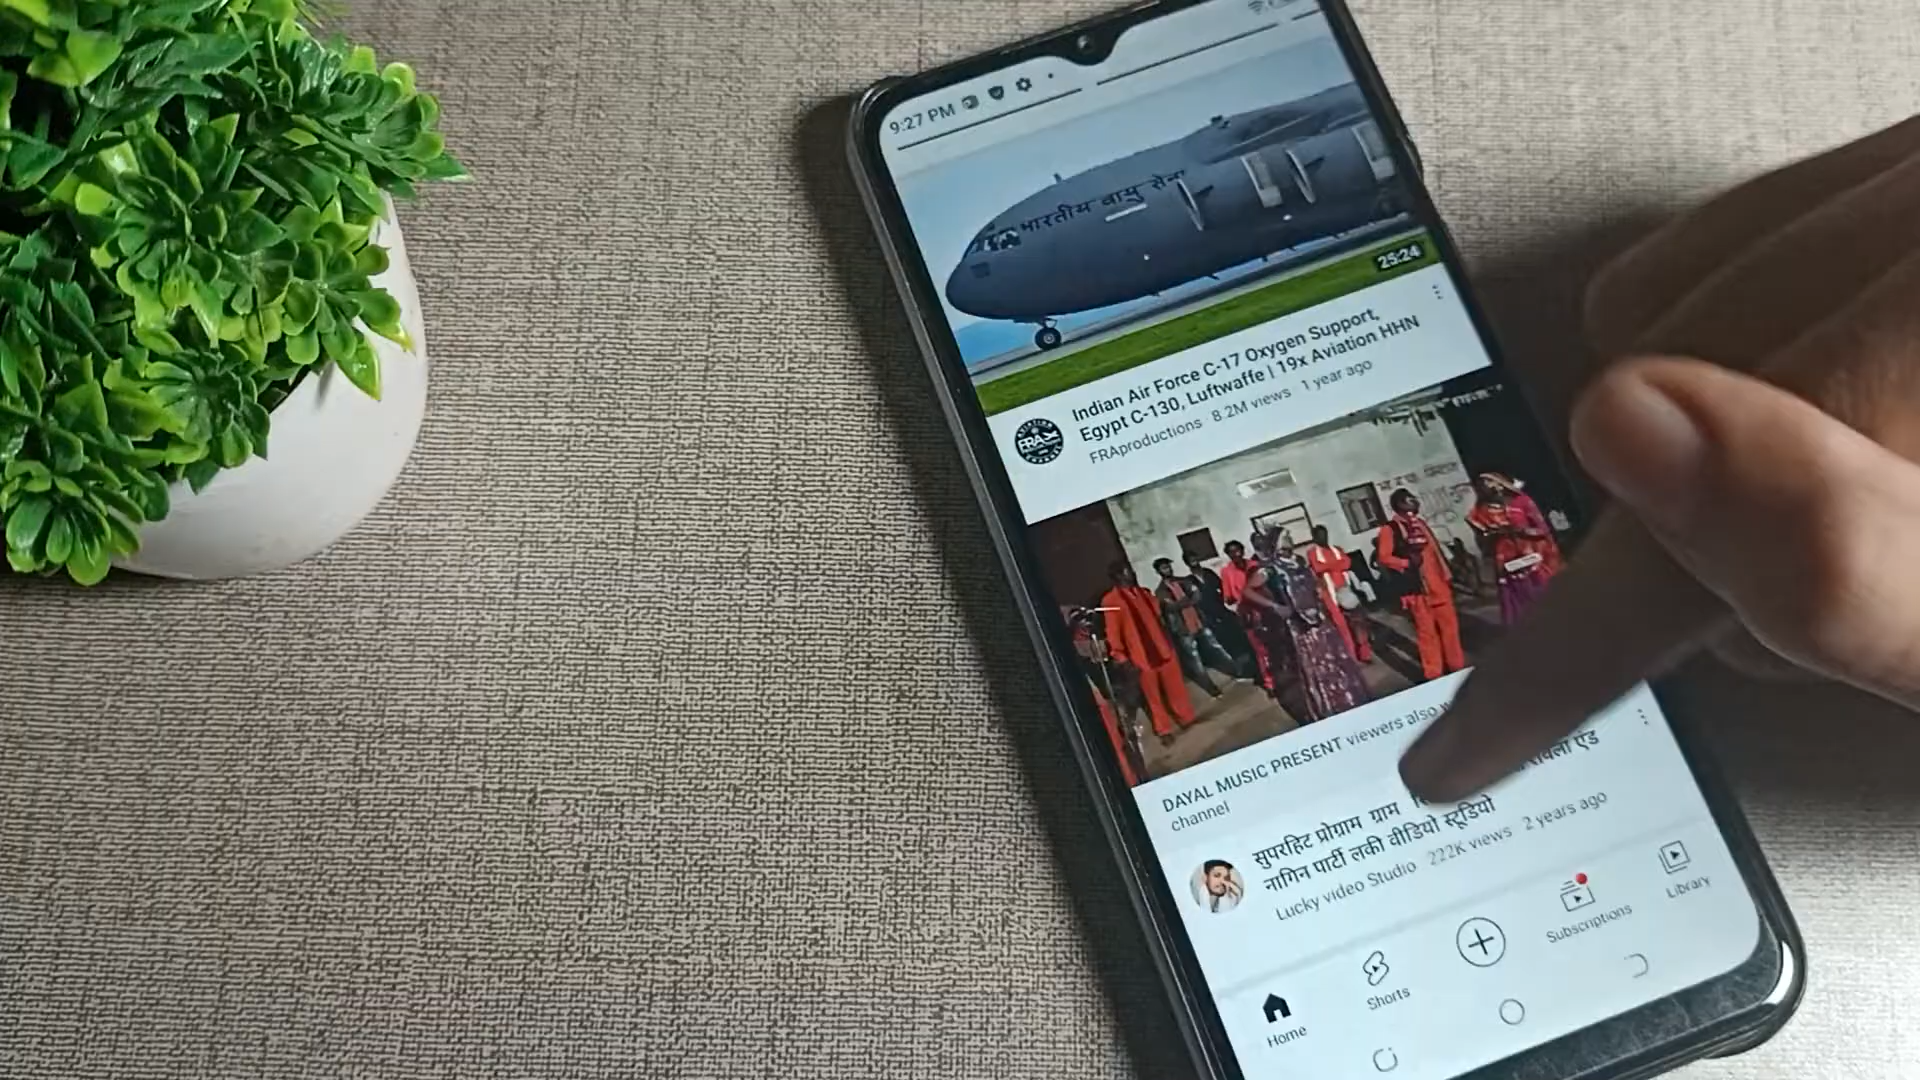 9:27 PM
भारतीय वायु सेना
25:24
Indian Air Force C-17 Oxygen Support,
Egypt C-130, Luftwaffe | 19x Aviation HHN
FRAproductions · 8.2M views · 1 year ago
FRA
DAYAL MUSIC PRESENT viewers also
channel
सुपरहिट प्रोग्राम ग्राम एंड
नागिन पार्टी लकी वीडियो स्टूडियो
Lucky video Studio 222K views 2 years ago
Home
Shorts
Subscriptions
Library